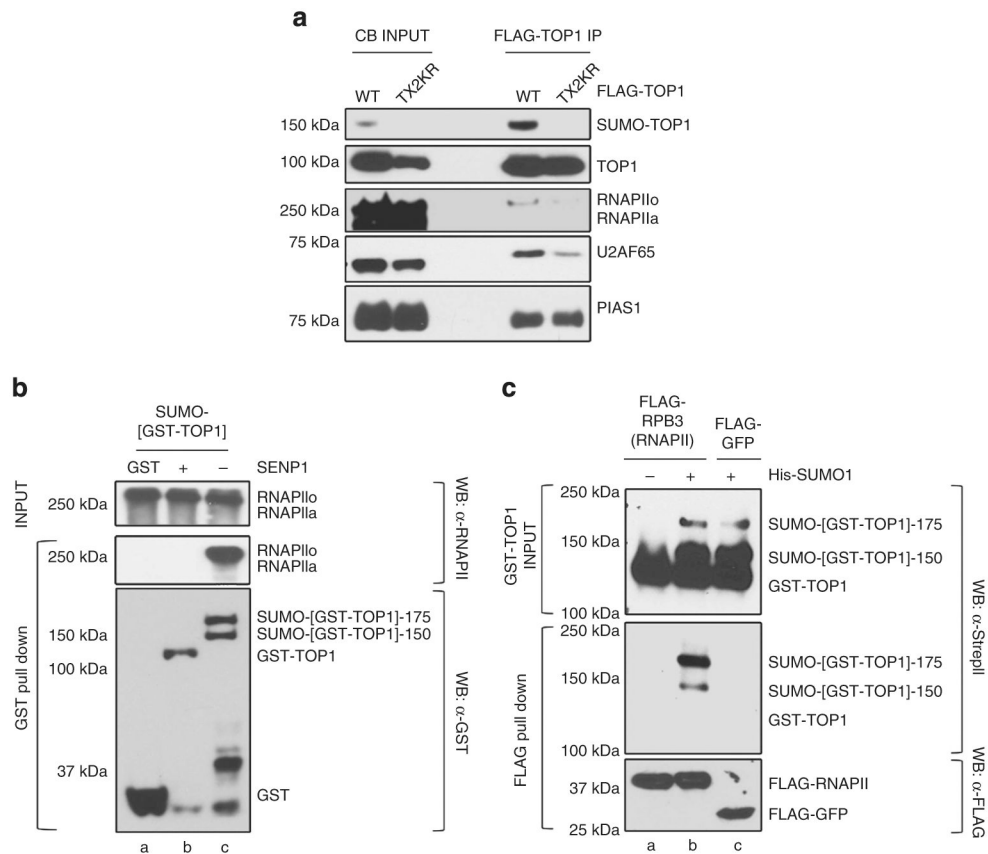 a
CB INPUT
FLAG-TOP1 IP
WT
TX2KR
WT
TX2KR
FLAG-TOP1
150 kDa
SUMO-TOP1
100 kDa
TOP1
250 kDa
RNAPIIo
RNAPIIa
75 kDa
U2AF65
75 kDa
PIAS1
b
SUMO-
[GST-TOP1]
GST + − SENP1
INPUT
250 kDa
RNAPIIo
RNAPIIa
WB: α-RNAPII
GST pull down
250 kDa
RNAPIIo
RNAPIIa
SUMO-[GST-TOP1]-175
150 kDa
SUMO-[GST-TOP1]-150
100 kDa
GST-TOP1
WB: α-GST
37 kDa
GST
a b c
c
FLAG-
RPB3
(RNAPII)
FLAG-
GFP
− + + His-SUMO1
GST-TOP1
INPUT
250 kDa
SUMO-[GST-TOP1]-175
150 kDa
SUMO-[GST-TOP1]-150
GST-TOP1
100 kDa
WB: α-StrepII
FLAG pull down
250 kDa
SUMO-[GST-TOP1]-175
150 kDa
SUMO-[GST-TOP1]-150
GST-TOP1
100 kDa
WB: α-FLAG
37 kDa
FLAG-RNAPII
FLAG-GFP
25 kDa
a b c